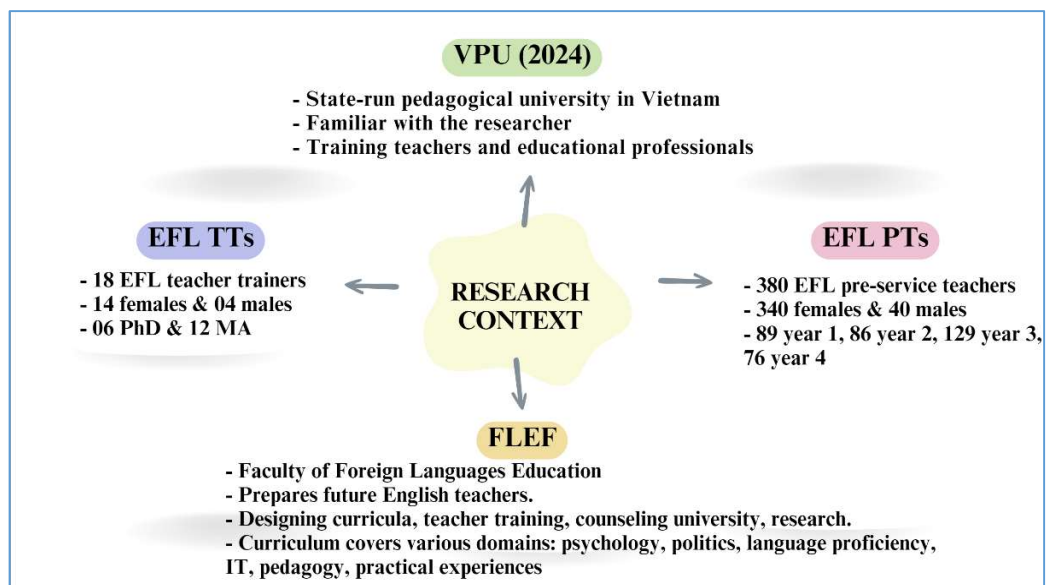 VPU (2024)
- State-run pedagogical university in Vietnam
- Familiar with the researcher
- Training teachers and educational professionals
EFL TTs
- 18 EFL teacher trainers
- 14 females & 04 males
- 06 PhD & 12 MA
RESEARCH
CONTEXT
EFL PTs
- 380 EFL pre-service teachers
- 340 females & 40 males
- 89 year 1, 86 year 2, 129 year 3,
76 year 4
FLEF
- Faculty of Foreign Languages Education
- Prepares future English teachers.
- Designing curricula, teacher training, counseling university, research.
- Curriculum covers various domains: psychology, politics, language proficiency,
IT, pedagogy, practical experiences